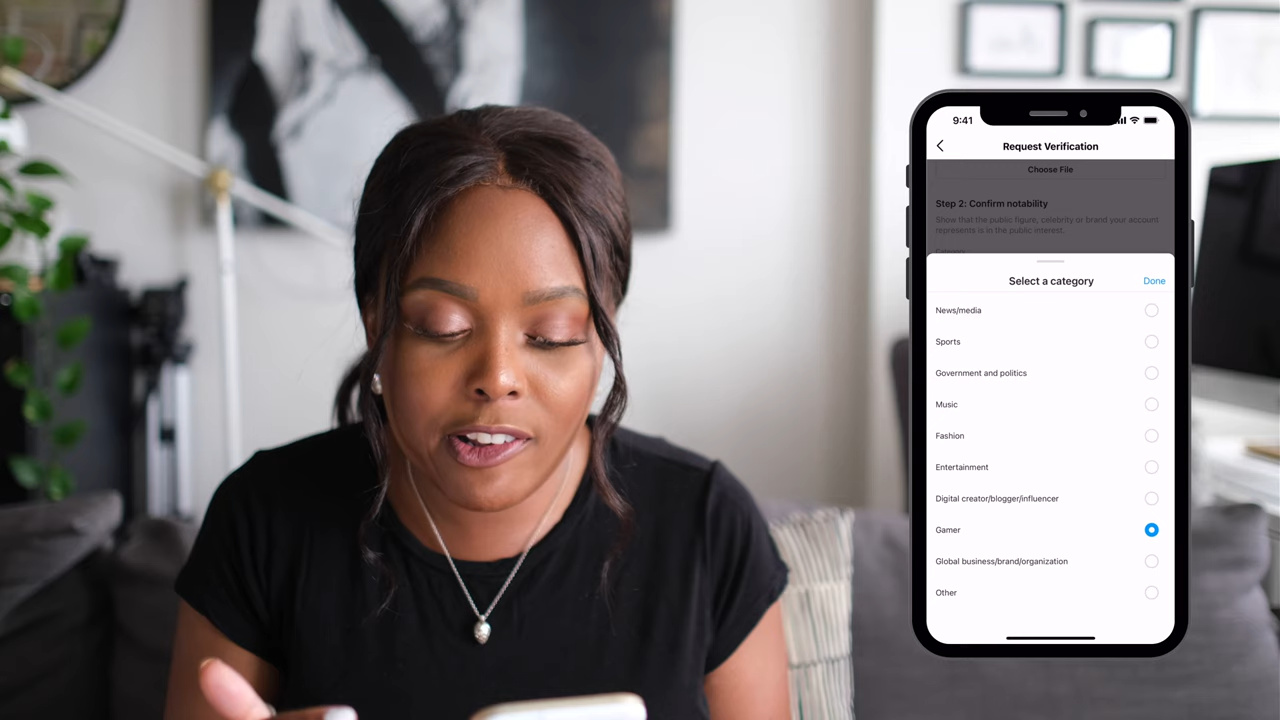 9:41
Request Verification
Choose File
Step 2: Confirm notability
Show that the public figure, celebrity or brand your account
represents is in the public interest.
Category
Select a category
Done
News/media
Sports
Government and politics
Music
Fashion
Entertainment
Digital creator/blogger/influencer
Gamer
Global business/brand/organization
Other